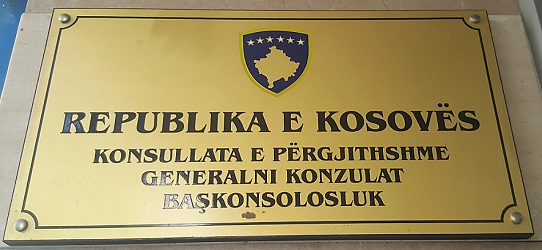 REPUBLIKA E KOSOVËS
KONSULLATA E PËRGJITHSHME
GENERALNI KONZULAT
BAŞKONSOLOSLUK